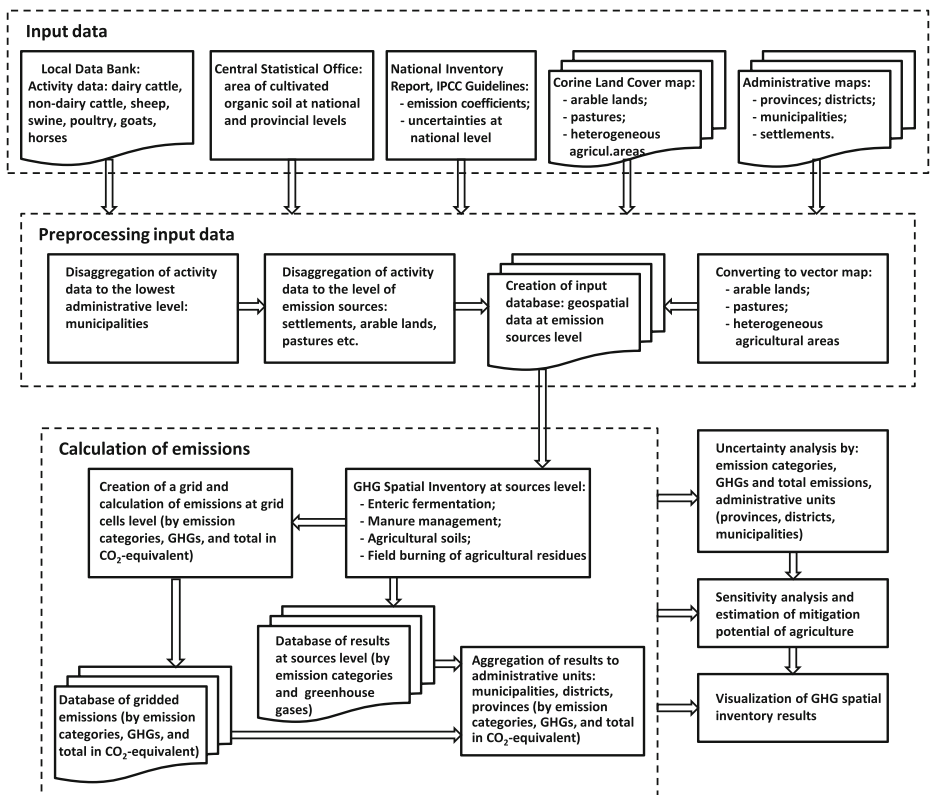 Input data
Local Data Bank:
Activity data: dairy cattle,
non-dairy cattle, sheep,
swine, poultry, goats,
horses
Central Statistical Office:
area of cultivated
organic soil at national
and provincial levels
National Inventory
Report, IPCC Guidelines:
- emission coefficients;
- uncertainties at
national level
Corine Land Cover map:
- arable lands;
- pastures;
- heterogeneous
agricul.areas
Administrative maps:
- provinces; districts;
- municipalities;
- settlements.
Preprocessing input data
Disaggregation of activity
data to the lowest
administrative level:
municipalities
Disaggregation of activity
data to the level of
emission sources:
settlements, arable lands,
pastures etc.
Creation of input
database: geospatial
data at emission
sources level
Converting to vector map:
- arable lands;
- pastures;
- heterogeneous
agricultural areas
Calculation of emissions
Creation of a grid and
calculation of emissions at grid
cells level (by emission
categories, GHGs, and total in
CO₂-equivalent)
GHG Spatial Inventory at sources level:
- Enteric fermentation;
- Manure management;
- Agricultural soils;
- Field burning of agricultural residues
Uncertainty analysis by:
emission categories,
GHGs and total emissions,
administrative units
(provinces, districts,
municipalities)
Sensitivity analysis and
estimation of mitigation
potential of agriculture
Database of results
at sources level (by
emission categories
and greenhouse
gases)
Aggregation of results to
administrative units:
municipalities, districts,
provinces (by emission
categories, GHGs, and total
in CO₂-equivalent)
Visualization of GHG spatial
inventory results
Database of gridded
emissions (by emission
categories, GHGs, and
total in CO₂-equivalent)